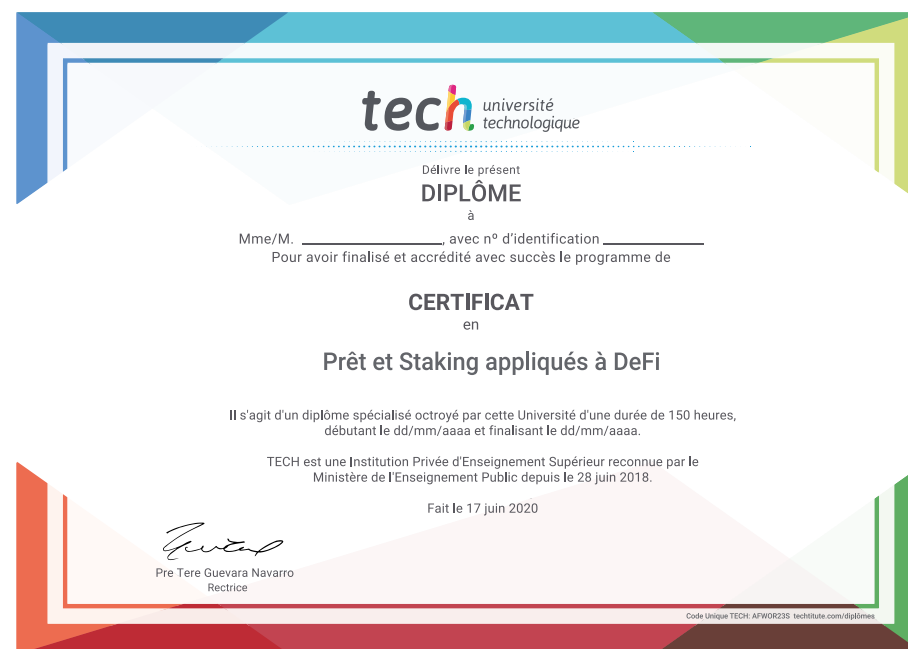 tech université
technologique
Délivre le présent
DIPLÔME
à
Mme/M. ____________________, avec nº d'identification ______________
Pour avoir finalisé et accrédité avec succès le programme de
CERTIFICAT
en
Prêt et Staking appliqués à DeFi
Il s'agit d'un diplôme spécialisé octroyé par cette Université d'une durée de 150 heures,
débutant le dd/mm/aaaa et finalisant le dd/mm/aaaa.
TECH est une Institution Privée d'Enseignement Supérieur reconnue par le
Ministère de l'Enseignement Public depuis le 28 juin 2018.
Fait le 17 juin 2020
Pre Tere Guevara Navarro
Rectrice
Code Unique TECH: AFWOR23S techtitute.com/diplômes